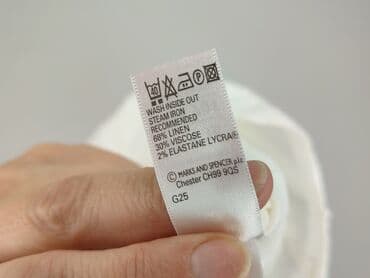 40 P
WASH INSIDE OUT
STEAM IRON
RECOMMENDED
68% LINEN
30% VISCOSE
2% ELASTANE LYCRA®
© MARKS AND SPENCER p.l.c
Chester CH99 9QS
G25